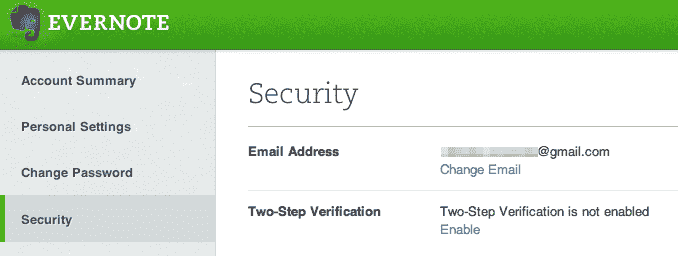 EVERNOTE
Account Summary
Personal Settings
Change Password
Security
Security
Email Address
@gmail.com
Change Email
Two-Step Verification
Two-Step Verification is not enabled
Enable